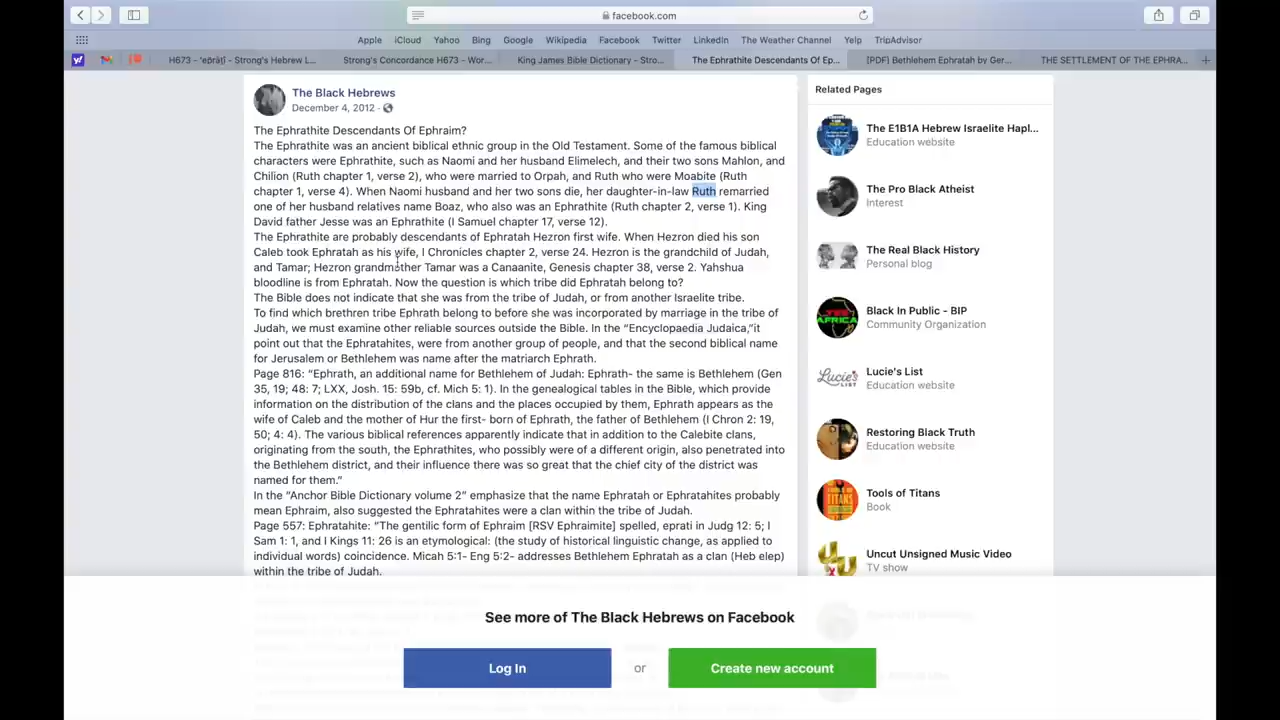 facebook.com
Apple iCloud Yahoo Bing Google Wikipedia Facebook Twitter LinkedIn The Weather Channel Yelp TripAdvisor
H673 - 'ep̄rāṯî - Strong's Hebrew L... Strong's Concordance H673 - Wor... King James Bible Dictionary - Stro... The Ephrathite Descendants Of Ep... [PDF] Bethlehem Ephratah by Ger... THE SETTLEMENT OF THE EPHRA...
The Black Hebrews
December 4, 2012 ·
The Ephrathite Descendants Of Ephraim?
The Ephrathite was an ancient biblical ethnic group in the Old Testament. Some of the famous biblical
characters were Ephrathite, such as Naomi and her husband Elimelech, and their two sons Mahlon, and
Chilion (Ruth chapter 1, verse 2), who were married to Orpah, and Ruth who were Moabite (Ruth
chapter 1, verse 4). When Naomi husband and her two sons die, her daughter-in-law Ruth remarried
one of her husband relatives name Boaz, who also was an Ephrathite (Ruth chapter 2, verse 1). King
David father Jesse was an Ephrathite (I Samuel chapter 17, verse 12).
The Ephrathite are probably descendants of Ephratah Hezron first wife. When Hezron died his son
Caleb took Ephratah as his wife, I Chronicles chapter 2, verse 24. Hezron is the grandchild of Judah,
and Tamar; Hezron grandmather Tamar was a Canaanite, Genesis chapter 38, verse 2. Yahshua
bloodline is from Ephratah. Now the question is which tribe did Ephratah belong to?
The Bible does not indicate that she was from the tribe of Judah, or from another Israelite tribe.
To find which brethren tribe Ephrath belong to before she was incorporated by marriage in the tribe of
Judah, we must examine other reliable sources outside the Bible. In the “Encyclopaedia Judaica,”it
point out that the Ephrathites, were from another group of people, and that the second biblical name
for Jerusalem or Bethlehem was name after the matriarch Ephrath.
Page 816: “Ephrath, an additional name for Bethlehem of Judah: Ephrath- the same is Bethlehem (Gen
35, 19; 48: 7; LXX, Josh. 15: 59b, cf. Mich 5: 1). In the genealogical tables in the Bible, which provide
information on the distribution of the clans and the places occupied by them, Ephrath appears as the
wife of Caleb and the mother of Hur the first- born of Ephrath, the father of Bethlehem (I Chron 2: 19,
50; 4: 4). The various biblical references apparently indicate that in addition to the Calebite clans,
originating from the south, the Ephrathites, who possibly were of a different origin, also penetrated into
the Bethlehem district, and their influence there was so great that the chief city of the district was
named for them.”
In the “Anchor Bible Dictionary volume 2” emphasize that the name Ephratah or Ephratahites probably
mean Ephraim, also suggested the Ephratahites were a clan within the tribe of Judah.
Page 557: Ephratahite: “The gentilic form of Ephraim [RSV Ephraimite] spelled, eprati in Judg 12: 5; I
Sam 1: 1, and I Kings 11: 26 is an etymological: (the study of historical linguistic change, as applied to
individual words) coincidence. Micah 5:1- Eng 5:2- addresses Bethlehem Ephratah as a clan (Heb elep)
within the tribe of Judah.
Related Pages
The E1B1A Hebrew Israelite Hapl...
Education website
The Pro Black Atheist
Interest
The Real Black History
Personal blog
Black In Public - BIP
Community Organization
Lucie's List
Education website
Restoring Black Truth
Education website
Tools of Titans
Book
Uncut Unsigned Music Video
TV show
See more of The Black Hebrews on Facebook
Log In or Create new account